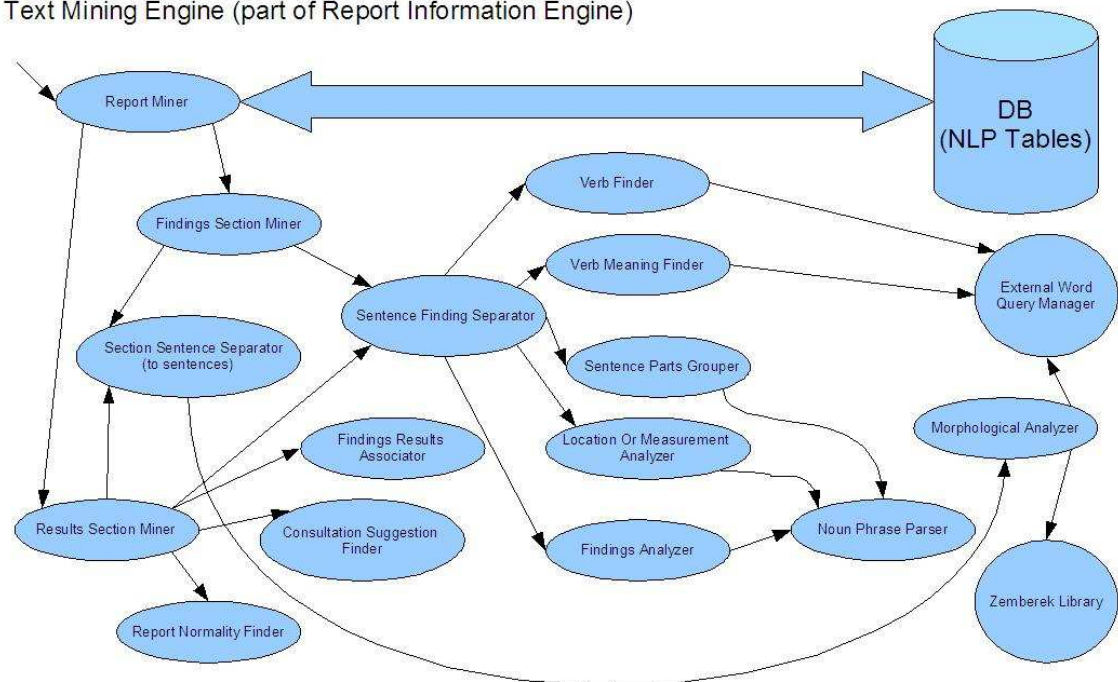 Text Mining Engine (part of Report Information Engine)
Report Miner
DB
(NLP Tables)
Verb Finder
Findings Section Miner
Verb Meaning Finder
External Word
Query Manager
Sentence Finding Separator
Section Sentence Separator
(to sentences)
Sentence Parts Grouper
Findings Results
Associator
Location Or Measurement
Analyzer
Morphological Analyzer
Results Section Miner
Consultation Suggestion
Finder
Findings Analyzer
Noun Phrase Parser
Zemberek Library
Report Normality Finder